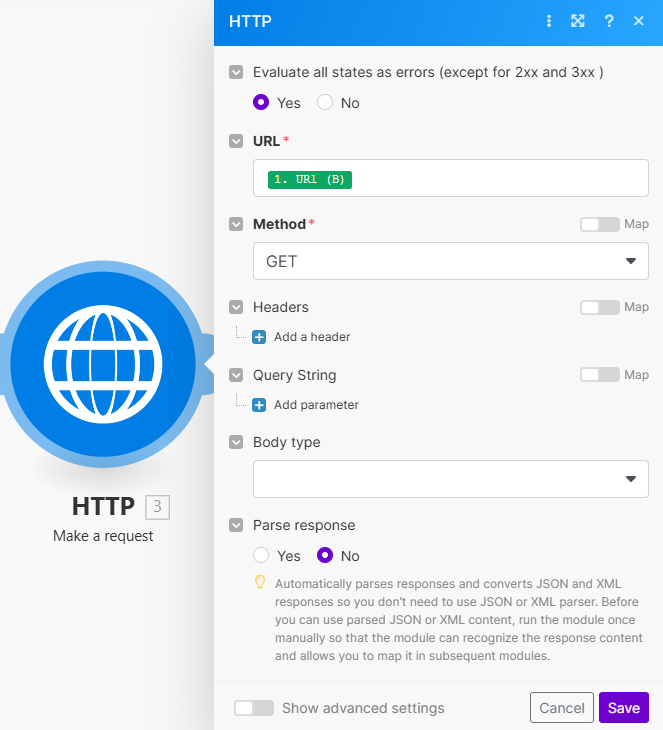 HTTP
?
Evaluate all states as errors (except for 2xx and 3xx )
Yes No
URL *
1. URl (B)
Method *
Map
GET
Headers
Map
Add a header
Query String
Map
Add parameter
Body type
Parse response
Yes No
Automatically parses responses and converts JSON and XML
responses so you don't need to use JSON or XML parser. Before
you can use parsed JSON or XML content, run the module once
manually so that the module can recognize the response content
and allows you to map it in subsequent modules.
Show advanced settings
Cancel
Save
HTTP 3
Make a request